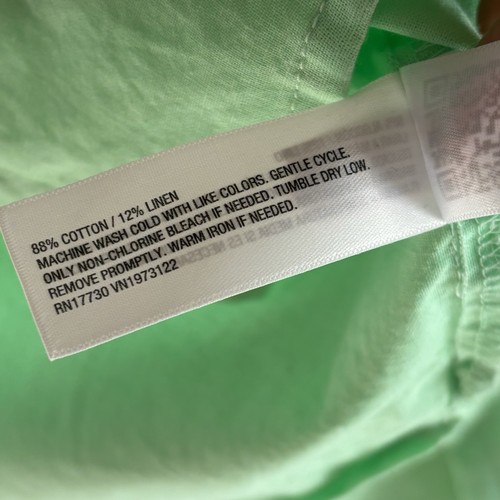 88% COTTON / 12% LINEN
MACHINE WASH COLD WITH LIKE COLORS. GENTLE CYCLE.
ONLY NON-CHLORINE BLEACH IF NEEDED. TUMBLE DRY LOW.
REMOVE PROMPTLY. WARM IRON IF NEEDED.
RN17730 VN1973122